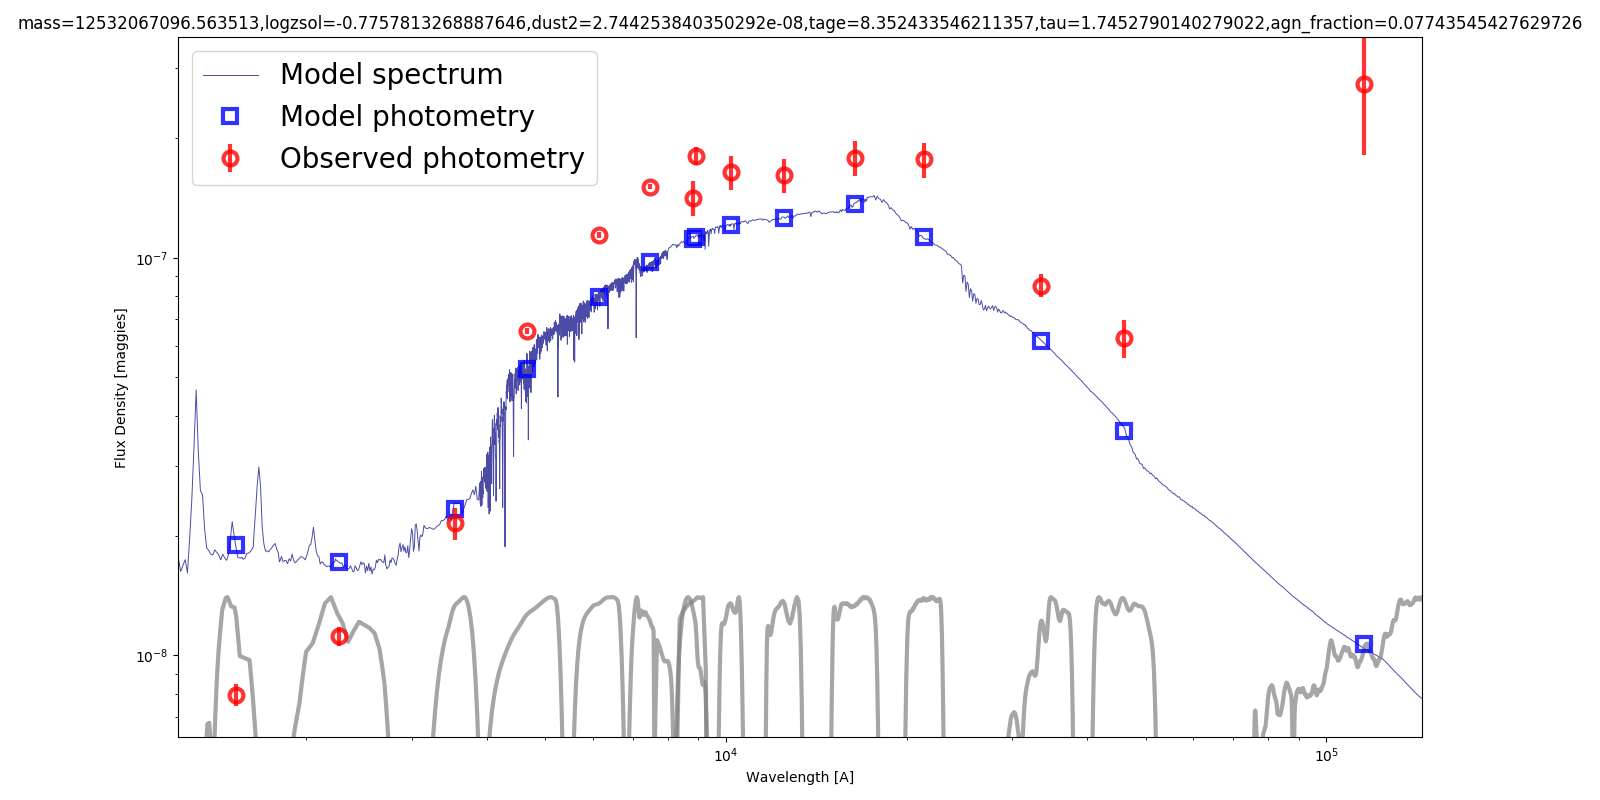 mass=12532067096.563513,logzsol=-0.7757813268887646,dust2=2.744253840350292e-08,tage=8.352433546211357,tau=1.7452790140279022,agn_fraction=0.07743545427629726
Model spectrum
Model photometry
Observed photometry
Flux Density [maggies]
10⁻⁷
10⁻⁸
10⁴
10⁵
Wavelength [A]